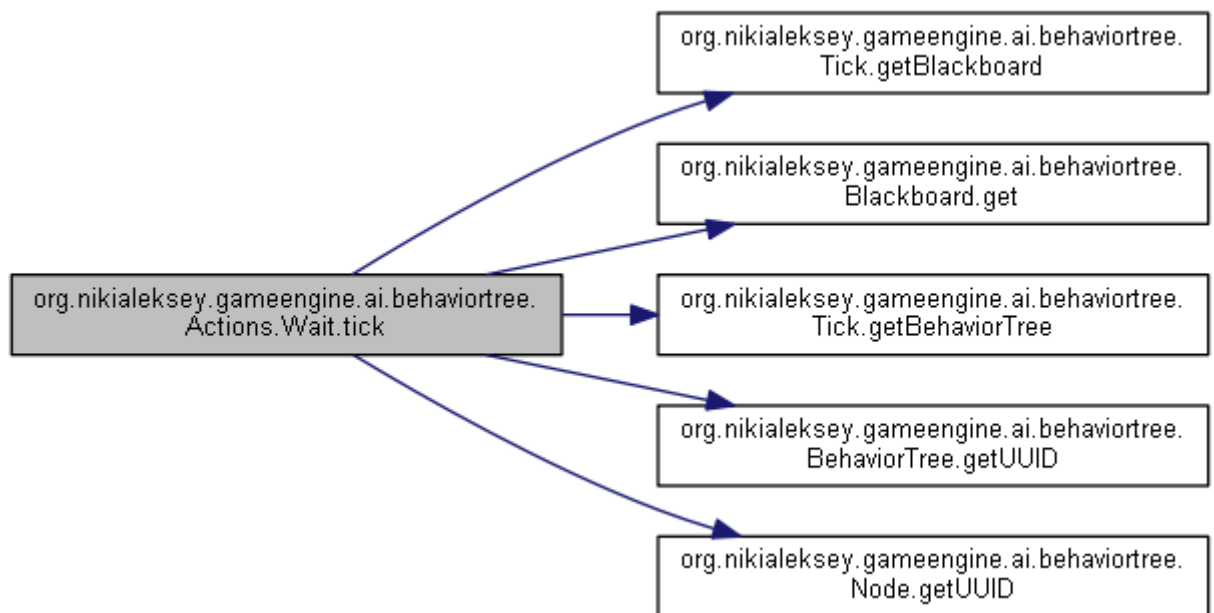 org.nikialeksey.gameengine.ai.behaviortree.
Tick.getBlackboard
org.nikialeksey.gameengine.ai.behaviortree.
Blackboard.get
org.nikialeksey.gameengine.ai.behaviortree.
Actions.Wait.tick
org.nikialeksey.gameengine.ai.behaviortree.
Tick.getBehaviorTree
org.nikialeksey.gameengine.ai.behaviortree.
BehaviorTree.getUUID
org.nikialeksey.gameengine.ai.behaviortree.
Node.getUUID